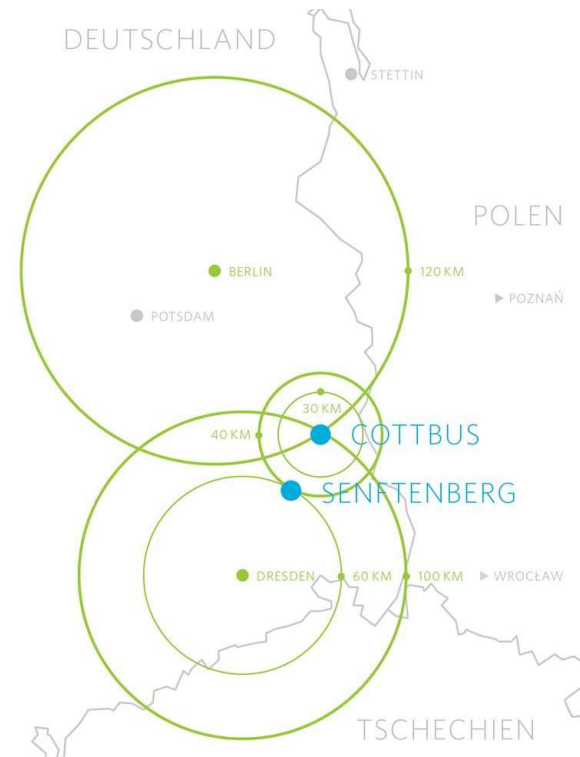 DEUTSCHLAND
STETTIN
POLEN
BERLIN
120 KM
POZNAŃ
POTSDAM
30 KM
40 KM
COTTBUS
SENFTENBERG
DRESDEN
60 KM
100 KM
WROCŁAW
TSCHECHIEN